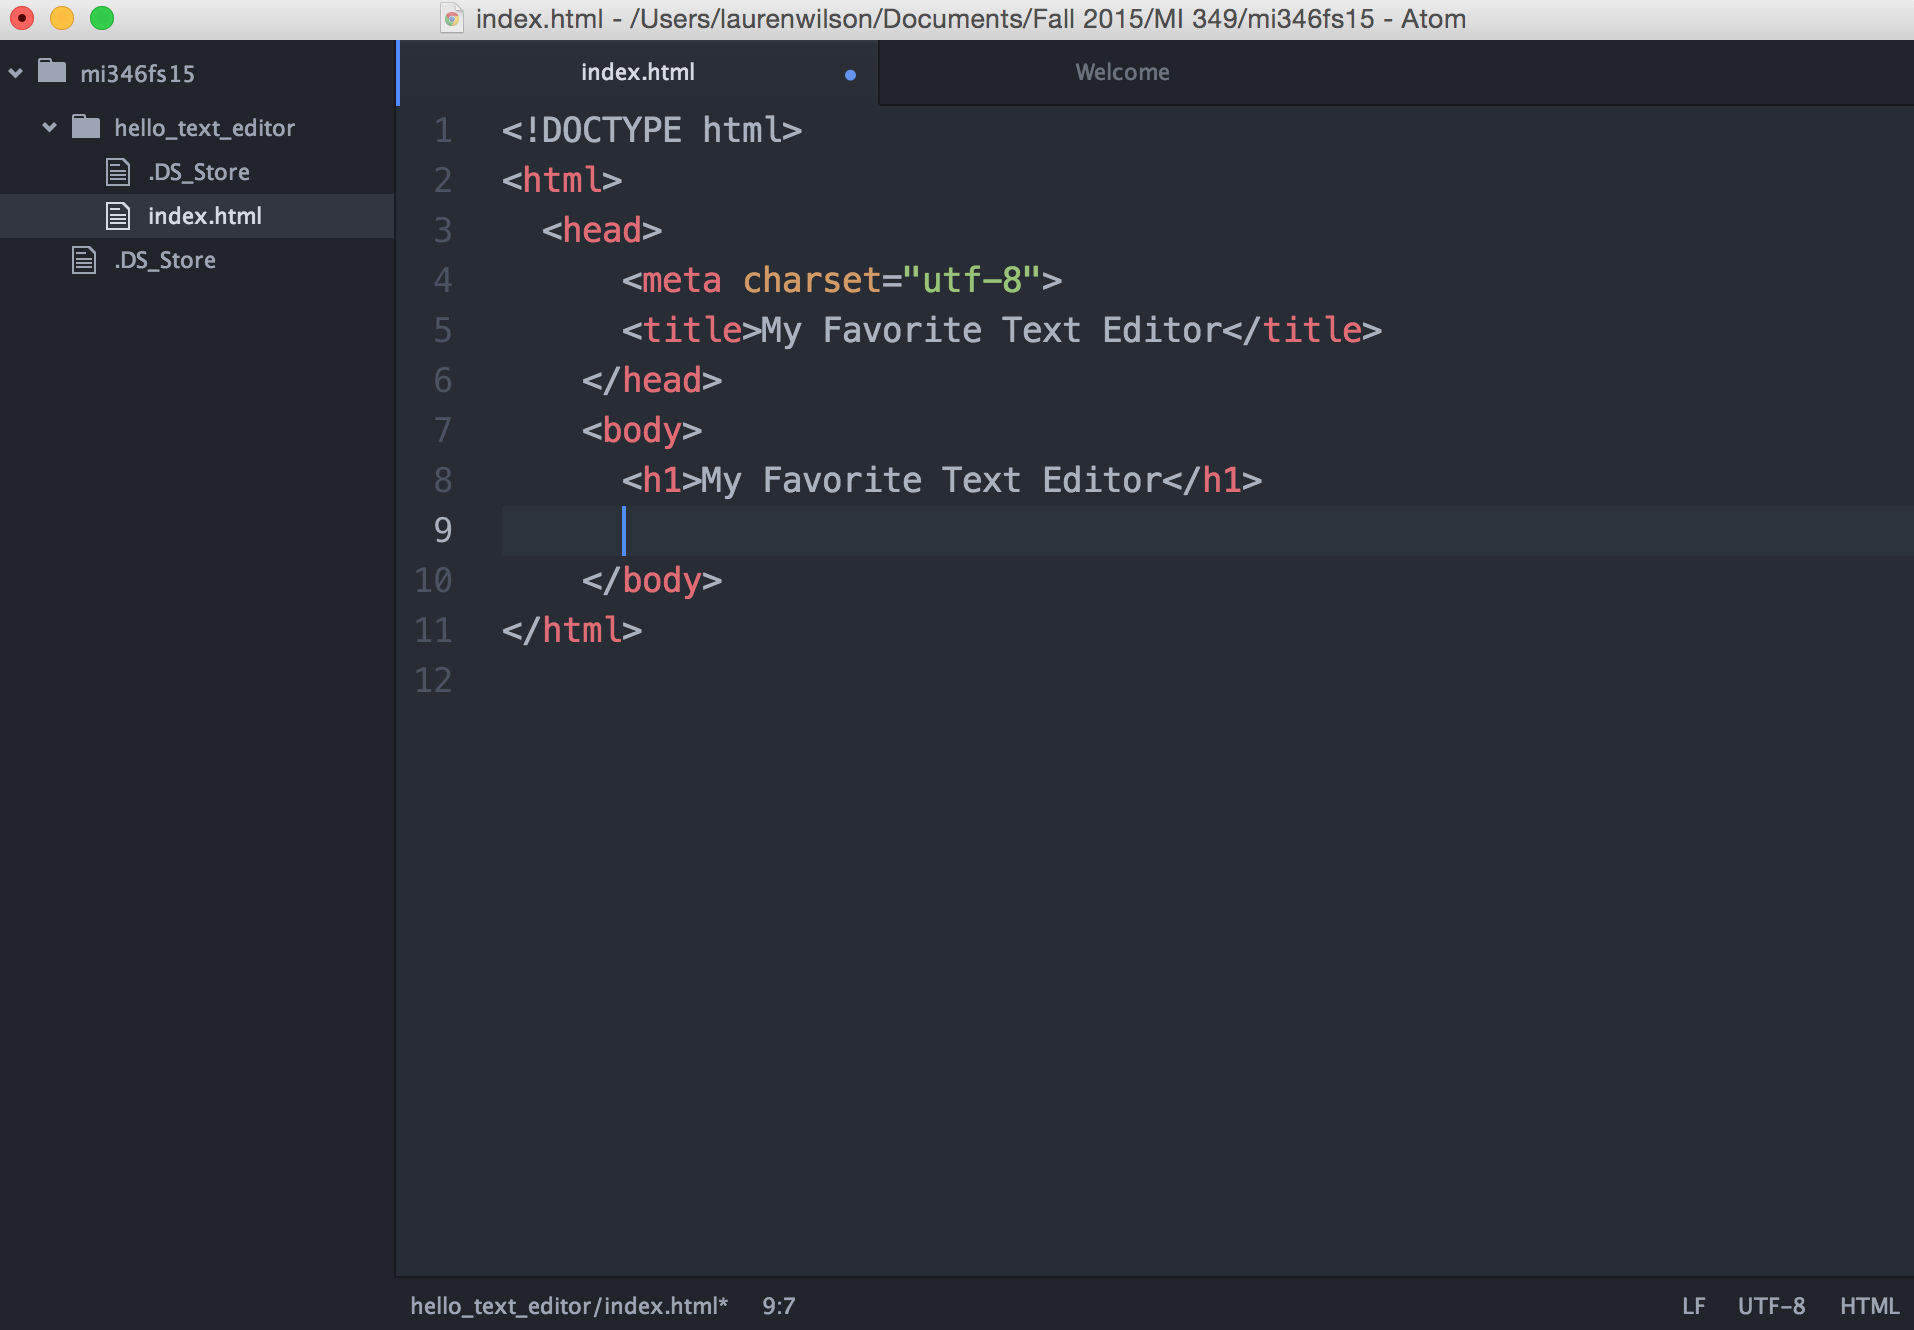 index.html - /Users/laurenwilson/Documents/Fall 2015/MI 349/mi346fs15 - Atom
mi346fs15
hello_text_editor
.DS_Store
index.html
.DS_Store
index.html
Welcome
1 <!DOCTYPE html>
2 <html>
3   <head>
4       <meta charset="utf-8">
5       <title>My Favorite Text Editor</title>
6     </head>
7     <body>
8       <h1>My Favorite Text Editor</h1>
9
10     </body>
11 </html>
12
hello_text_editor/index.html* 9:7
LF UTF-8 HTML